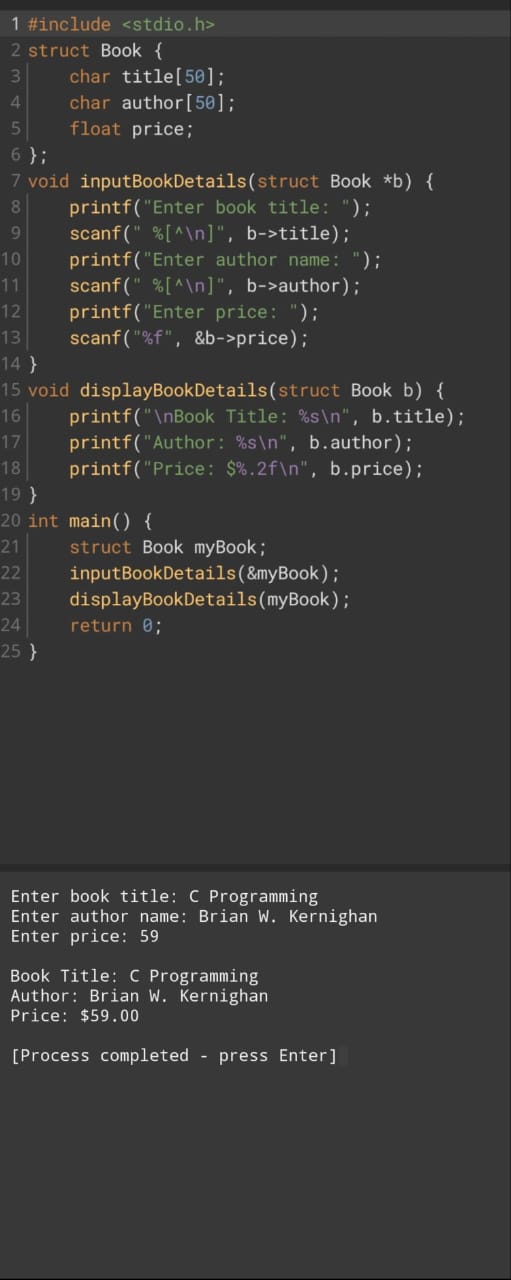 1 #include <stdio.h>
2 struct Book {
3     char title[50];
4     char author[50];
5     float price;
6 };
7 void inputBookDetails(struct Book *b) {
8     printf("Enter book title: ");
9     scanf(" %[^\n]", b->title);
10     printf("Enter author name: ");
11     scanf(" %[^\n]", b->author);
12     printf("Enter price: ");
13     scanf("%f", &b->price);
14 }
15 void displayBookDetails(struct Book b) {
16     printf("\nBook Title: %s\n", b.title);
17     printf("Author: %s\n", b.author);
18     printf("Price: $%.2f\n", b.price);
19 }
20 int main() {
21     struct Book myBook;
22     inputBookDetails(&myBook);
23     displayBookDetails(myBook);
24     return 0;
25 }
Enter book title: C Programming
Enter author name: Brian W. Kernighan
Enter price: 59
Book Title: C Programming
Author: Brian W. Kernighan
Price: $59.00
[Process completed - press Enter]